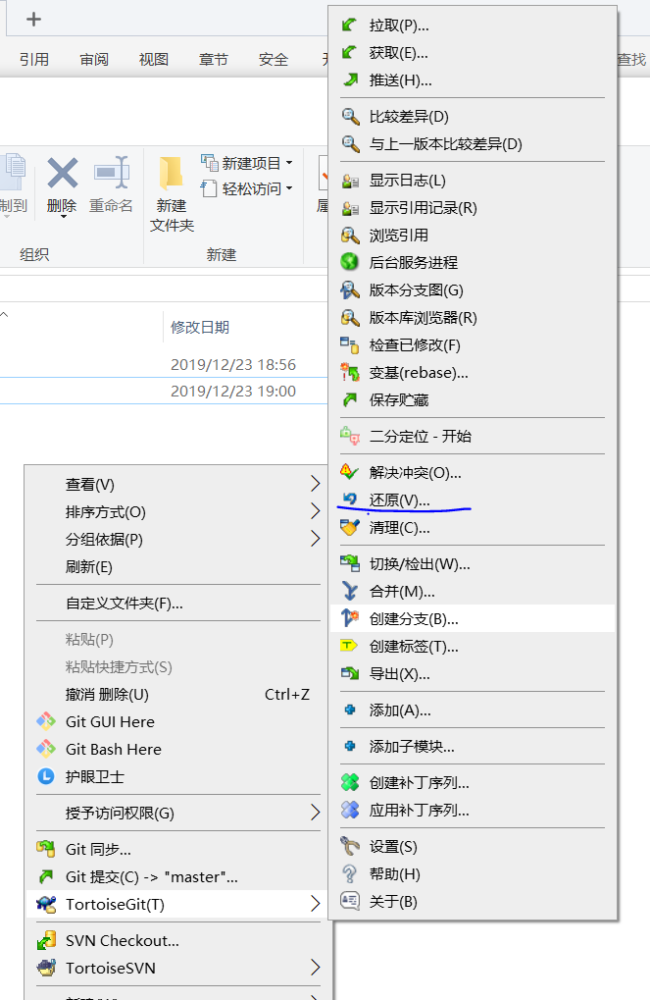 +
引用 审阅 视图 章节 安全
查找
制到 删除 重命名
新建
文件夹
新建项目
轻松访问
组织 新建
修改日期
2019/12/23 18:56
2019/12/23 19:00
查看(V)
排序方式(O)
分组依据(P)
刷新(E)
自定义文件夹(F)...
粘贴(P)
粘贴快捷方式(S)
撤消 删除(U) Ctrl+Z
Git GUI Here
Git Bash Here
护眼卫士
授予访问权限(G)
Git 同步...
Git 提交(C) -> "master"...
TortoiseGit(T)
SVN Checkout...
TortoiseSVN
拉取(P)...
获取(E)...
推送(H)...
比较差异(D)
与上一版本比较差异(D)
显示日志(L)
显示引用记录(R)
浏览引用
后台服务进程
版本分支图(G)
版本库浏览器(R)
检查已修改(F)
变基(rebase)...
保存贮藏
二分定位 - 开始
解决冲突(O)...
还原(V)...
清理(C)...
切换/检出(W)...
合并(M)...
创建分支(B)...
创建标签(T)...
导出(X)...
添加(A)...
添加子模块...
创建补丁序列...
应用补丁序列...
设置(S)
帮助(H)
关于(B)